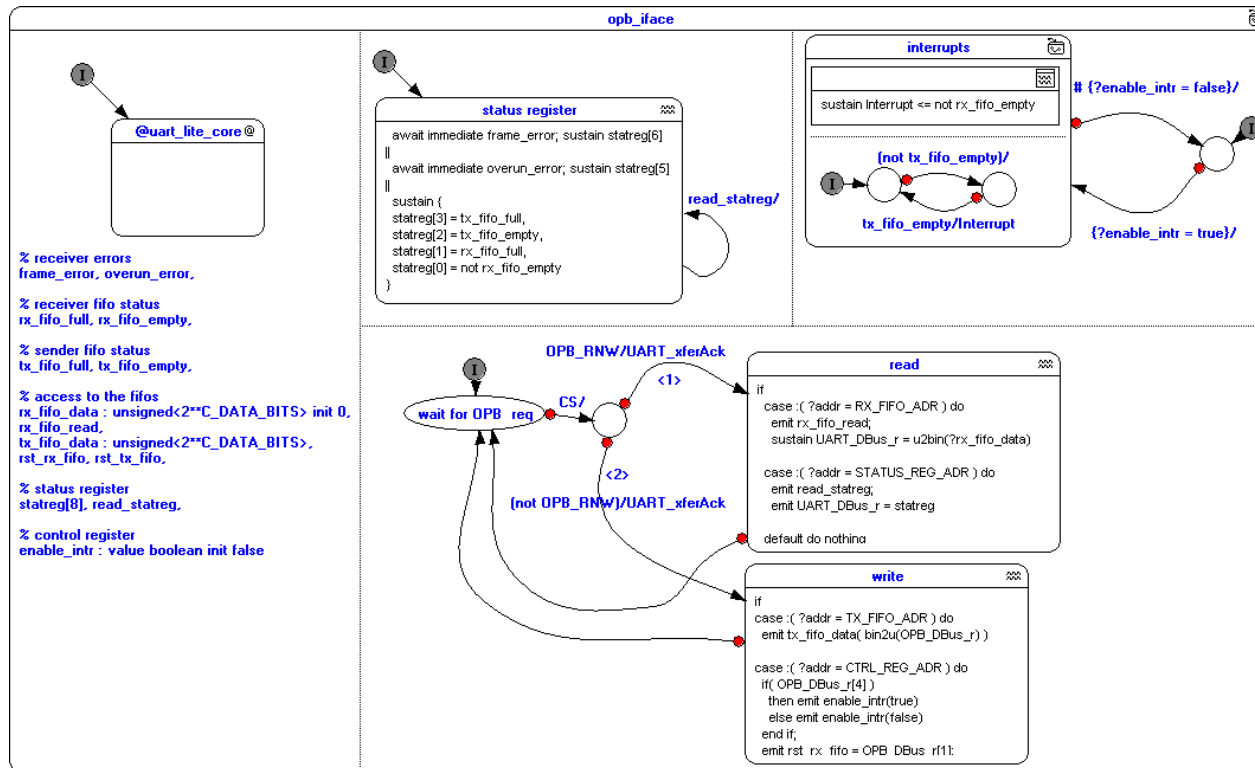 opb_iface
I
@uart_lite_core @
% receiver errors
frame_error, overun_error,
% receiver fifo status
rx_fifo_full, rx_fifo_empty,
% sender fifo status
tx_fifo_full, tx_fifo_empty,
% access to the fifos
rx_fifo_data : unsigned<2**C_DATA_BITS> init 0,
rx_fifo_read,
tx_fifo_data : unsigned<2**C_DATA_BITS>,
rst_rx_fifo, rst_tx_fifo,
% status register
statreg[8], read_statreg,
% control register
enable_intr : value boolean init false
I
status register
await immediate frame_error; sustain statreg[6]
||
await immediate overun_error; sustain statreg[5]
||
sustain {
statreg[3] = tx_fifo_full,
statreg[2] = tx_fifo_empty,
statreg[1] = rx_fifo_full,
statreg[0] = not rx_fifo_empty
}
read_statreg/
interrupts
sustain Interrupt <= not rx_fifo_empty
(not tx_fifo_empty)/
I
tx_fifo_empty/Interrupt
# {?enable_intr = false}/
I
{?enable_intr = true}/
I
wait for OPB_req
CS/
OPB_RNW/UART_xferAck
<1>
<2>
(not OPB_RNW)/UART_xferAck
read
if
case :( ?addr = RX_FIFO_ADR ) do
emit rx_fifo_read;
sustain UART_DBus_r = u2bin(?rx_fifo_data)
case :( ?addr = STATUS_REG_ADR ) do
emit read_statreg;
emit UART_DBus_r = statreg
default do nothing
write
if
case :( ?addr = TX_FIFO_ADR ) do
emit tx_fifo_data( bin2u(OPB_DBus_r) )
case :( ?addr = CTRL_REG_ADR ) do
if( OPB_DBus_r[4] )
then emit enable_intr(true)
else emit enable_intr(false)
end if;
emit rst_rx_fifo = OPB_DBus_r[1];